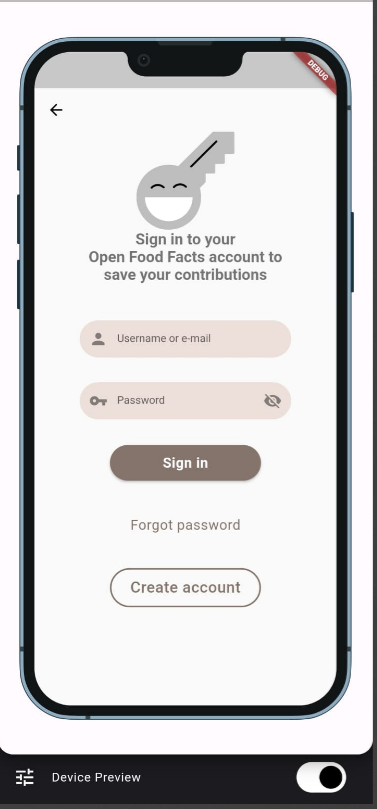 DEBUG
Sign in to your
Open Food Facts account to
save your contributions
Username or e-mail
Password
Sign in
Forgot password
Create account
Device Preview